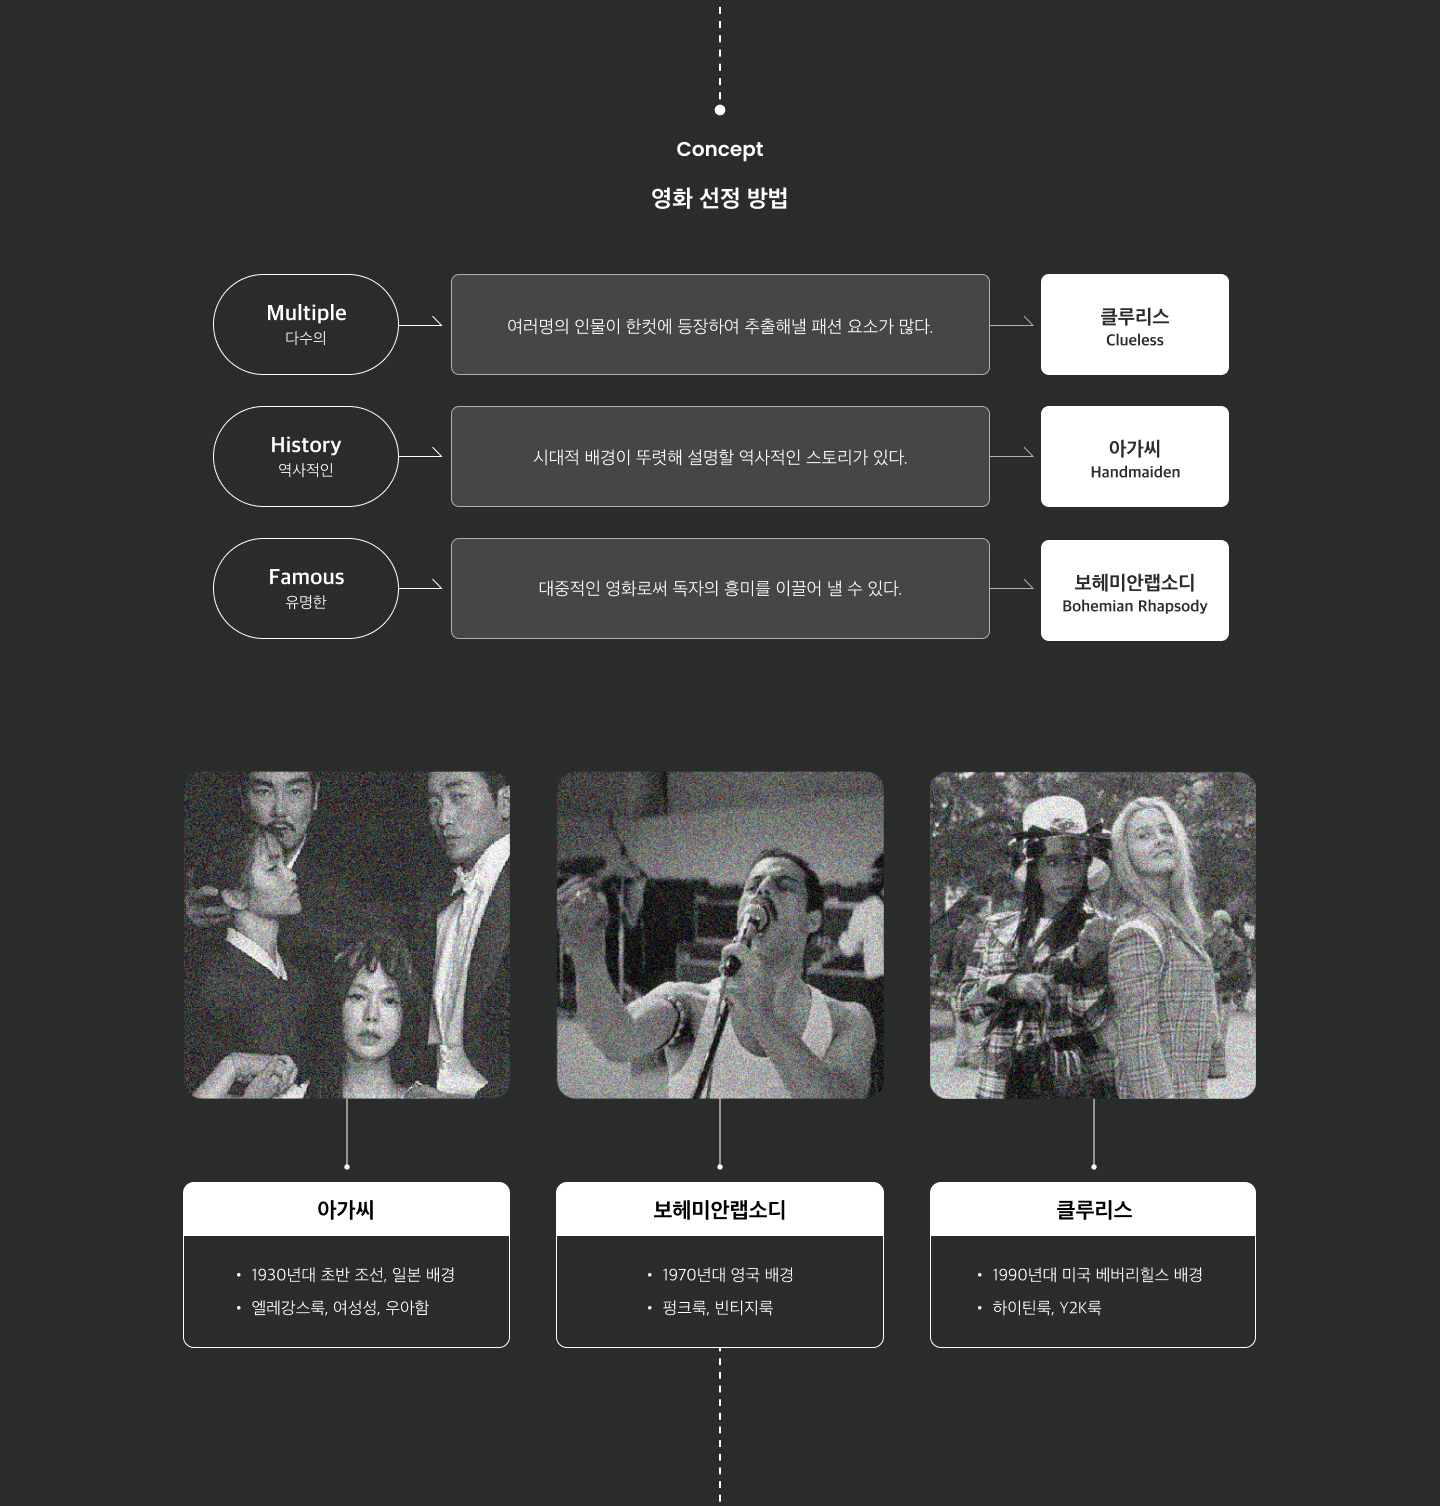 Concept
영화 선정 방법
Multiple
다수의
여러명의 인물이 한컷에 등장하여 추출해낼 패션 요소가 많다.
클루리스
Clueless
History
역사적인
시대적 배경이 뚜렷해 설명할 역사적인 스토리가 있다.
아가씨
Handmaiden
Famous
유명한
대중적인 영화로써 독자의 흥미를 이끌어 낼 수 있다.
보헤미안랩소디
Bohemian Rhapsody
아가씨
• 1930년대 초반 조선, 일본 배경
• 엘레강스룩, 여성성, 우아함
보헤미안랩소디
• 1970년대 영국 배경
• 펑크룩, 빈티지룩
클루리스
• 1990년대 미국 베버리힐스 배경
• 하이틴룩, Y2K룩